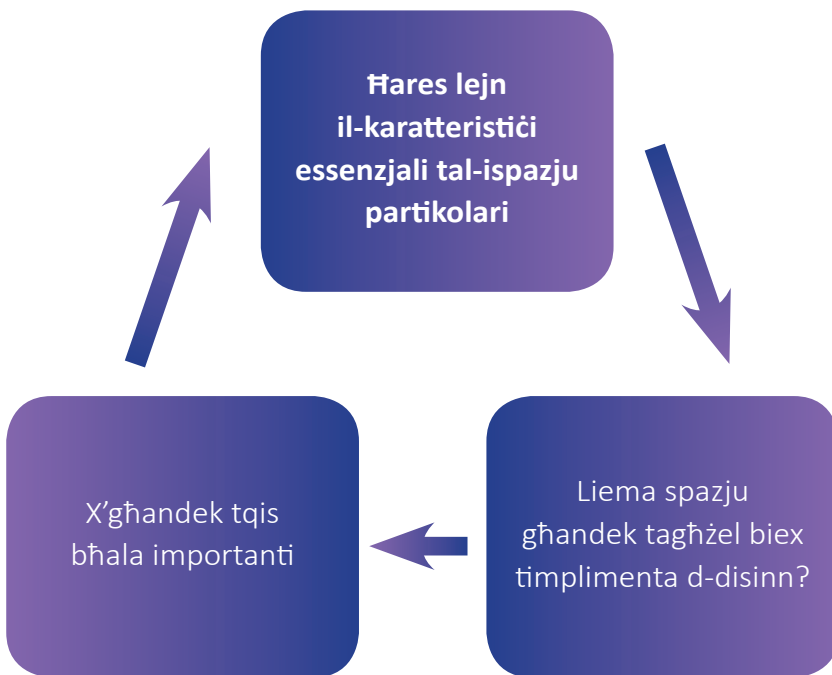 Ħares lejn
il-karatteristiċi
essenzjali tal-ispazju
partikolari
X'għandek tqis
bħala importanti
Liema spazju
għandek tagħżel biex
timplimenta d-disinn?